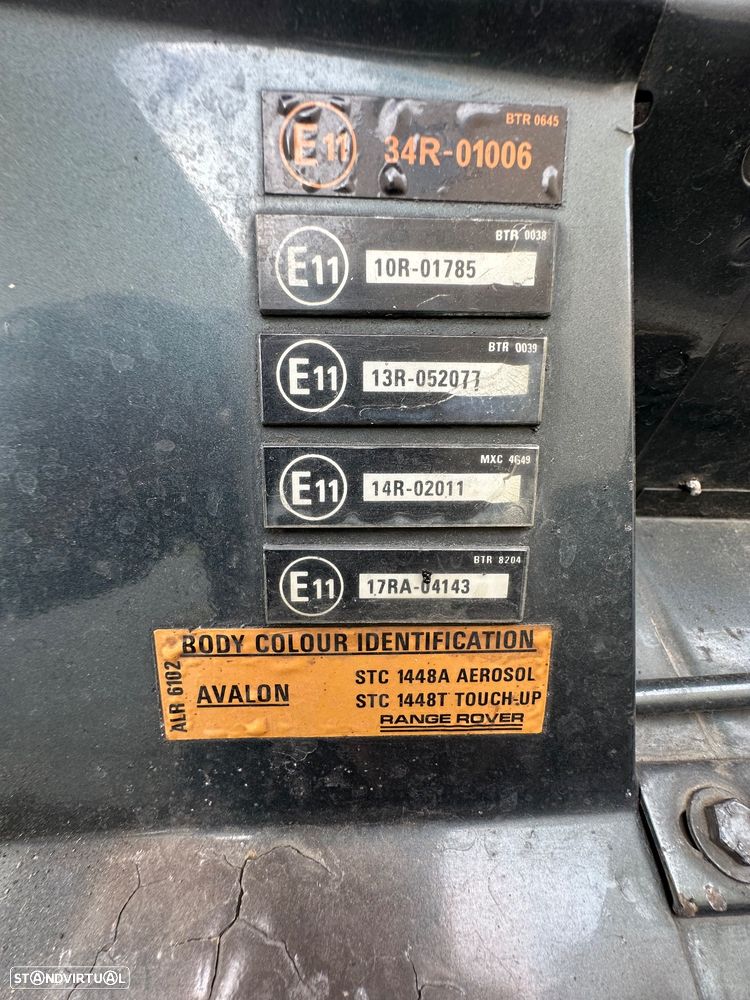 BTR 0645
E11 34R-01006
BTR 0038
E11 10R-01785
BTR 0039
E11 13R-052077
MXC 4649
E11 14R-02011
BTR 8204
E11 17RA-04143
BODY COLOUR IDENTIFICATION
ALR 6102
AVALON
STC 1448A AEROSOL
STC 1448T TOUCH-UP
RANGE ROVER
STANDVIRTUAL